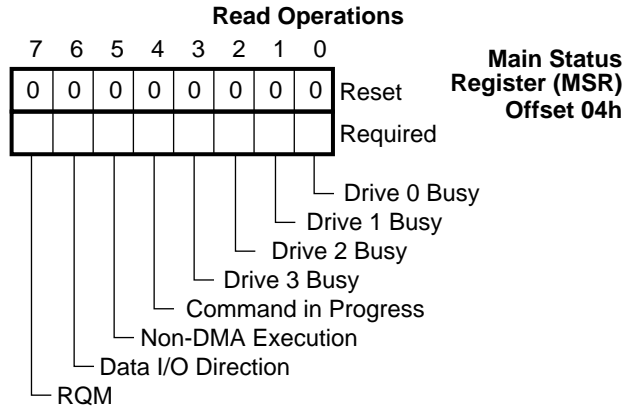 Read Operations
7 6 5 4 3 2 1 0
Main Status
Register (MSR)
Offset 04h
0 0 0 0 0 0 0 0 Reset
Required
Drive 0 Busy
Drive 1 Busy
Drive 2 Busy
Drive 3 Busy
Command in Progress
Non-DMA Execution
Data I/O Direction
RQM